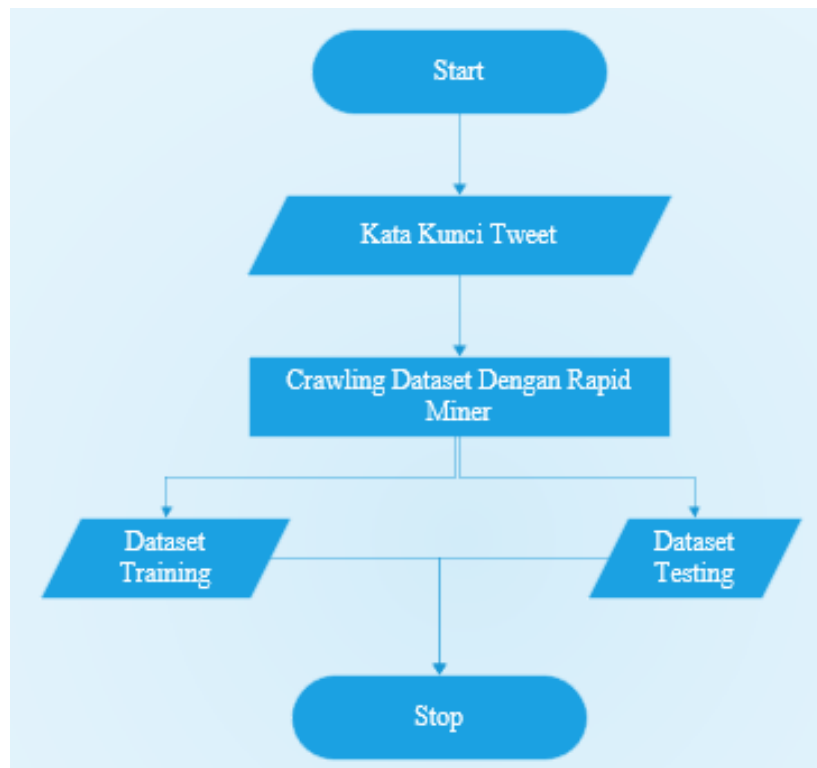 Start
Kata Kunci Tweet
Crawling Dataset Dengan Rapid
Miner
Dataset
Training
Dataset
Testing
Stop